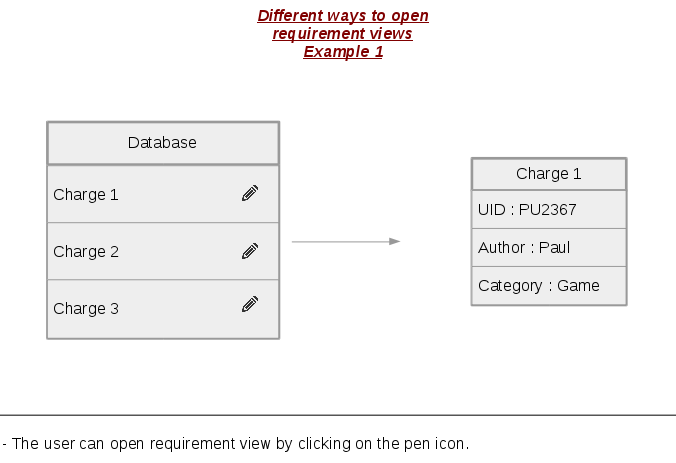 Different ways to open
requirement views
Example 1
Database
Charge 1
Charge 2
Charge 3
Charge 1
UID : PU2367
Author : Paul
Category : Game
- The user can open requirement view by clicking on the pen icon.